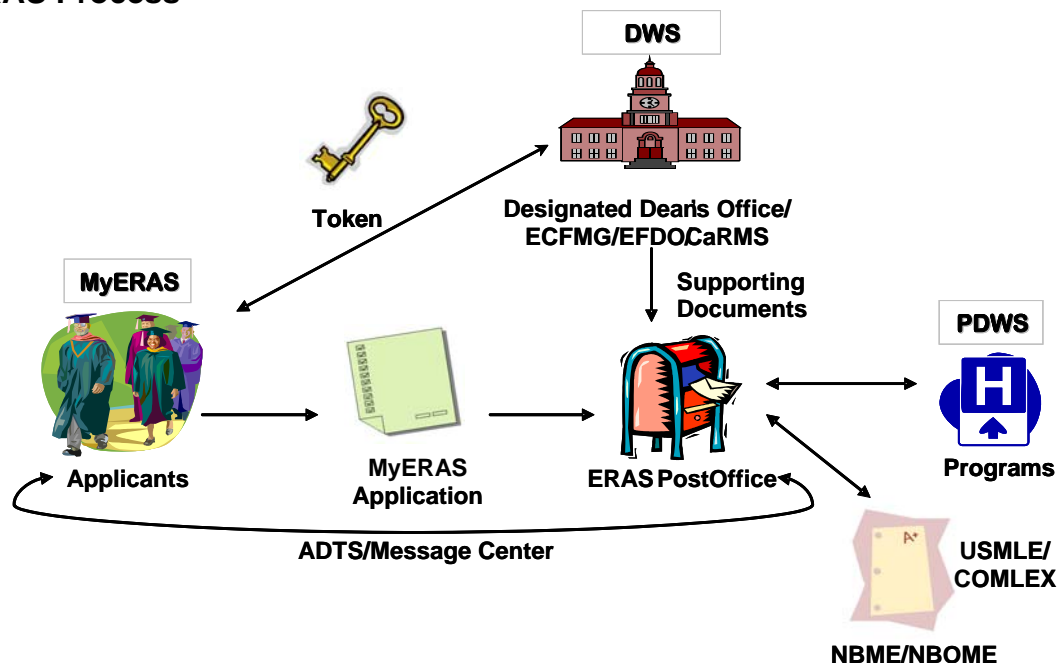 DWS
Token
Designated Dean's Office/
ECFMG/EFDO/CaRMS
MyERAS
Supporting
Documents
PDWS
H
Applicants
MyERAS
Application
ERAS PostOffice
Programs
ADTS/Message Center
A+
USMLE/
COMLEX
NBME/NBOME